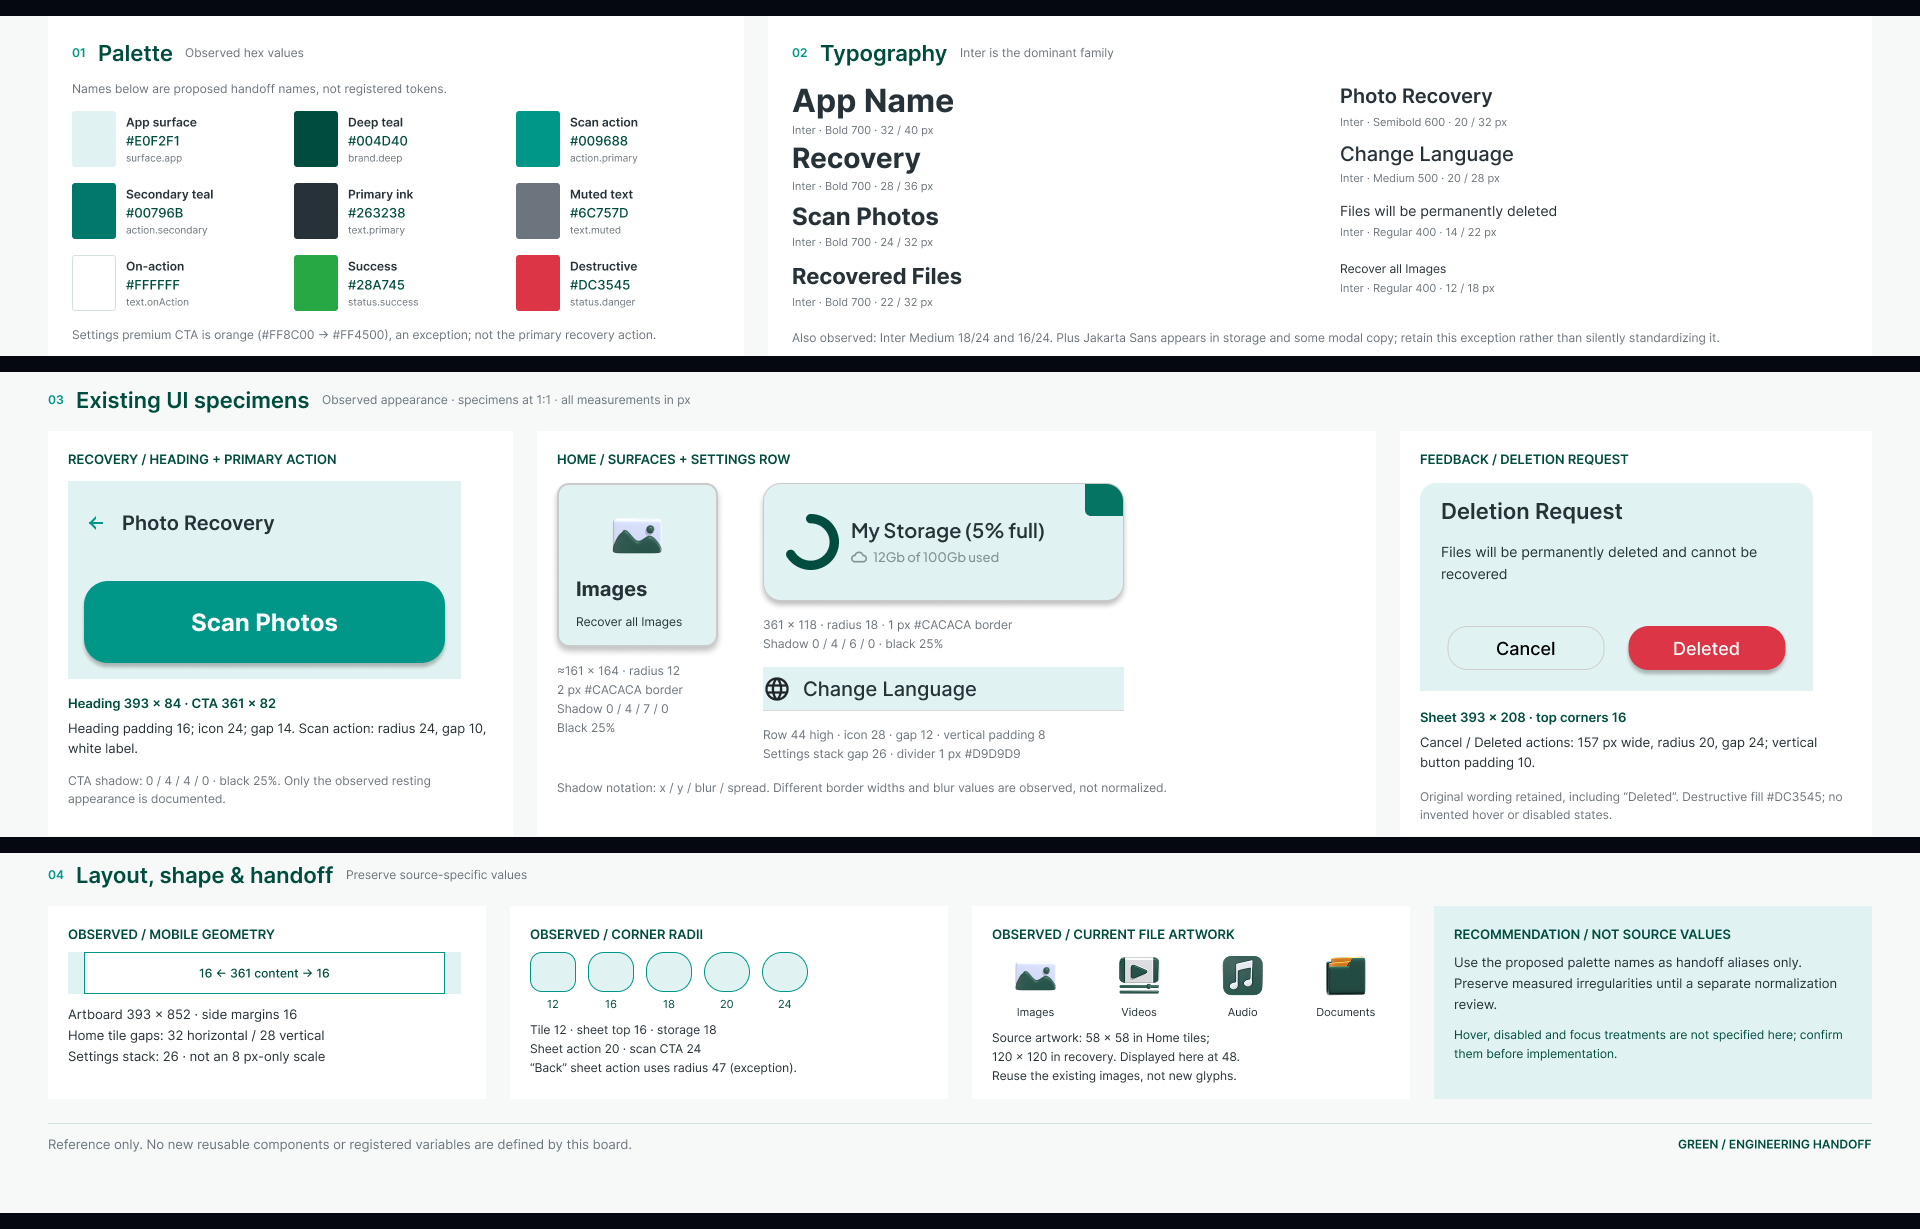 01 Palette Observed hex values
Names below are proposed handoff names, not registered tokens.
App surface
#E0F2F1
surface.app
Deep teal
#004D40
brand.deep
Scan action
#009688
action.primary
Secondary teal
#00796B
action.secondary
Primary ink
#263238
text.primary
Muted text
#6C757D
text.muted
On-action
#FFFFFF
text.onAction
Success
#28A745
status.success
Destructive
#DC3545
status.danger
Settings premium CTA is orange (#FF8C00 → #FF4500), an exception; not the primary recovery action.
02 Typography Inter is the dominant family
App Name
Inter · Bold 700 · 32 / 40 px
Recovery
Inter · Bold 700 · 28 / 36 px
Scan Photos
Inter · Bold 700 · 24 / 32 px
Recovered Files
Inter · Bold 700 · 22 / 32 px
Photo Recovery
Inter · Semibold 600 · 20 / 32 px
Change Language
Inter · Medium 500 · 20 / 28 px
Files will be permanently deleted
Inter · Regular 400 · 14 / 22 px
Recover all Images
Inter · Regular 400 · 12 / 18 px
Also observed: Inter Medium 18/24 and 16/24. Plus Jakarta Sans appears in storage and some modal copy; retain this exception rather than silently standardizing it.
03 Existing UI specimens Observed appearance · specimens at 1:1 · all measurements in px
RECOVERY / HEADING + PRIMARY ACTION
← Photo Recovery
Scan Photos
Heading 393 × 84 · CTA 361 × 82
Heading padding 16; icon 24; gap 14. Scan action: radius 24, gap 10,
white label.
CTA shadow: 0 / 4 / 4 / 0 · black 25%. Only the observed resting
appearance is documented.
HOME / SURFACES + SETTINGS ROW
Images
Recover all Images
≈161 × 164 · radius 12
2 px #CACACA border
Shadow 0 / 4 / 7 / 0
Black 25%
My Storage (5% full)
12Gb of 100Gb used
361 × 118 · radius 18 · 1 px #CACACA border
Shadow 0 / 4 / 6 / 0 · black 25%
Change Language
Row 44 high · icon 28 · gap 12 · vertical padding 8
Settings stack gap 26 · divider 1 px #D9D9D9
Shadow notation: x / y / blur / spread. Different border widths and blur values are observed, not normalized.
FEEDBACK / DELETION REQUEST
Deletion Request
Files will be permanently deleted and cannot be
recovered
Cancel
Deleted
Sheet 393 × 208 · top corners 16
Cancel / Deleted actions: 157 px wide, radius 20, gap 24; vertical
button padding 10.
Original wording retained, including “Deleted”. Destructive fill #DC3545; no
invented hover or disabled states.
04 Layout, shape & handoff Preserve source-specific values
OBSERVED / MOBILE GEOMETRY
16 ← 361 content → 16
Artboard 393 × 852 · side margins 16
Home tile gaps: 32 horizontal / 28 vertical
Settings stack: 26 · not an 8 px-only scale
OBSERVED / CORNER RADII
12 16 18 20 24
Tile 12 · sheet top 16 · storage 18
Sheet action 20 · scan CTA 24
“Back” sheet action uses radius 47 (exception).
OBSERVED / CURRENT FILE ARTWORK
Images Videos Audio Documents
Source artwork: 58 × 58 in Home tiles;
120 × 120 in recovery. Displayed here at 48.
Reuse the existing images, not new glyphs.
RECOMMENDATION / NOT SOURCE VALUES
Use the proposed palette names as handoff aliases only.
Preserve measured irregularities until a separate normalization
review.
Hover, disabled and focus treatments are not specified here; confirm
them before implementation.
Reference only. No new reusable components or registered variables are defined by this board.
GREEN / ENGINEERING HANDOFF